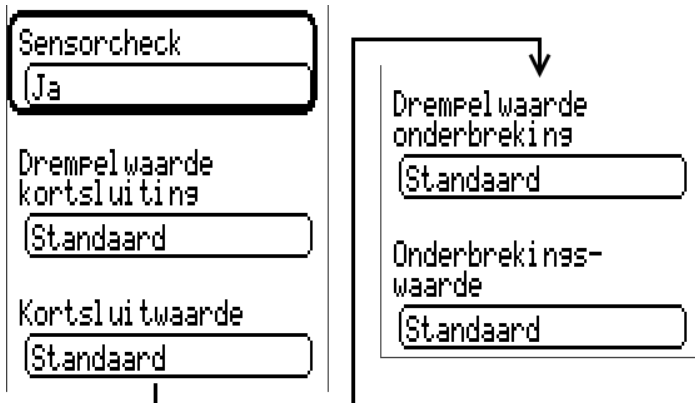 Sensorcheck
Ja
Drempelwaarde
kortsluiting
Standaard
Kortsluitwaarde
Standaard
Drempelwaarde
onderbreking
Standaard
Onderbrekings-
waarde
Standaard